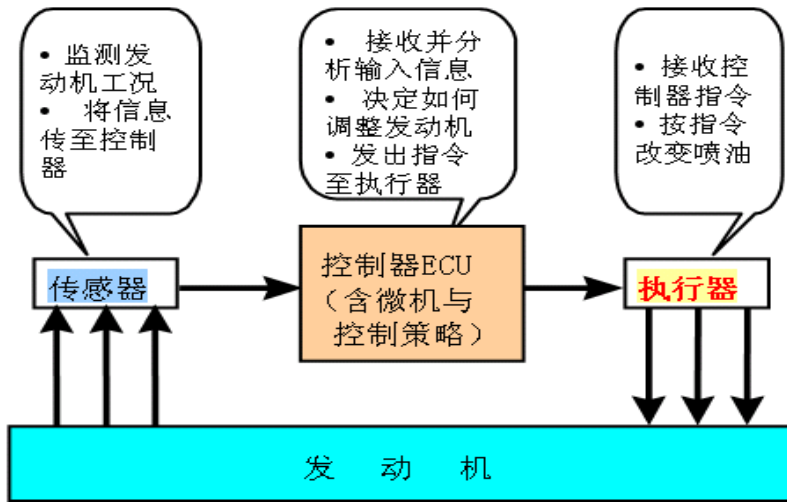 • 监测发
动机工况
• 将信息
传至控制
器
• 接收并分
析输入信息
• 决定如何
调整发动机
• 发出指令
至执行器
• 接收控
制器指令
• 按指令
改变喷油
传感器
控制器ECU
（含微机与
控制策略）
执行器
发 动 机